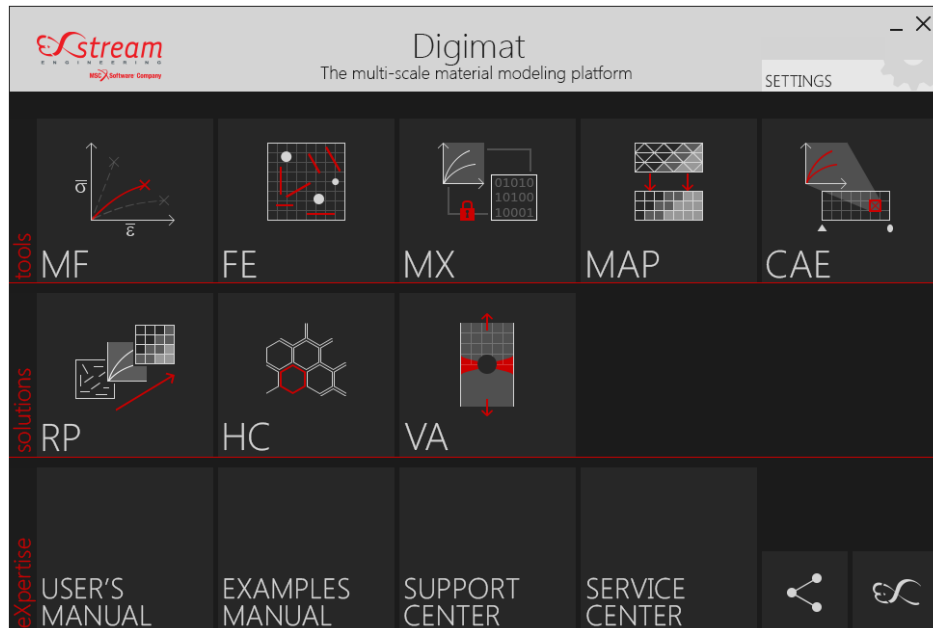 eXstream
ENGINEERING
MSC Software Company
Digimat
The multi-scale material modeling platform
SETTINGS
tools
σ
ε
MF
FE
01010
10100
10001
MX
MAP
CAE
solutions
RP
HC
VA
eXpertise
USER'S
MANUAL
EXAMPLES
MANUAL
SUPPORT
CENTER
SERVICE
CENTER
eX